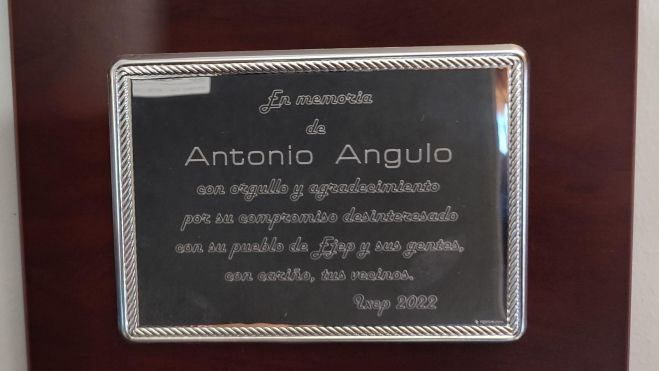 En memoria
de
Antonio Angulo
con orgullo y agradecimiento
por su compromiso desinteresado
con su pueblo de Ejep y sus gentes,
con cariño, tus vecinos.
2022